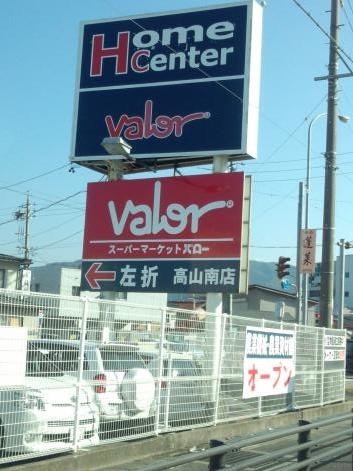 Home
Center
valor
valor
スーパーマーケットバロー
左折 高山南店
オープン